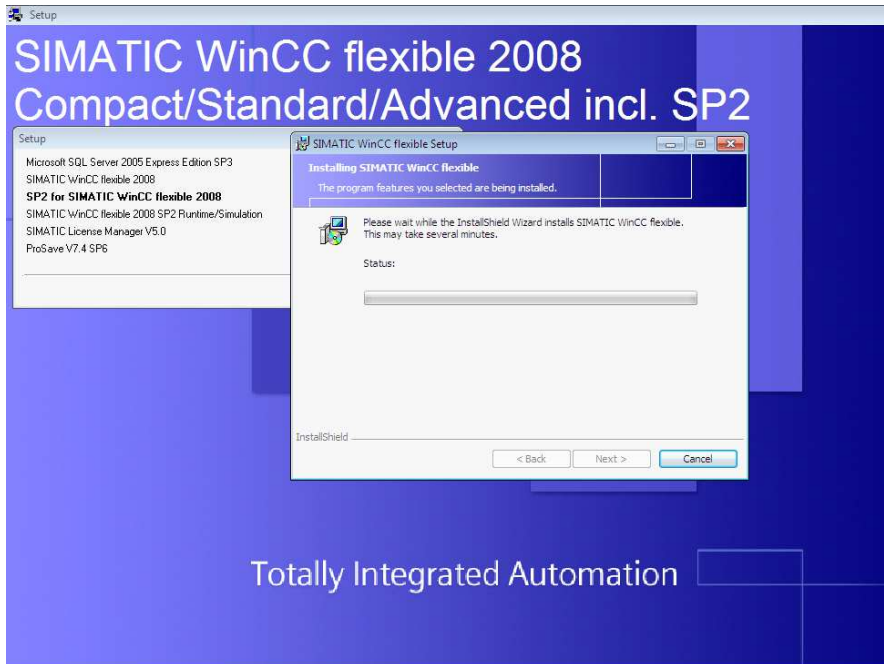 Setup
SIMATIC WinCC flexible 2008
Compact/Standard/Advanced incl. SP2
Setup
Microsoft SQL Server 2005 Express Edition SP3
SIMATIC WinCC flexible 2008
SP2 for SIMATIC WinCC flexible 2008
SIMATIC WinCC flexible 2008 SP2 Runtime/Simulation
SIMATIC License Manager V5.0
ProSave V7.4 SP6
SIMATIC WinCC flexible Setup
Installing SIMATIC WinCC flexible
The program features you selected are being installed.
Please wait while the InstallShield Wizard installs SIMATIC WinCC flexible.
This may take several minutes.
Status:
InstallShield
< Back Next > Cancel
Totally Integrated Automation